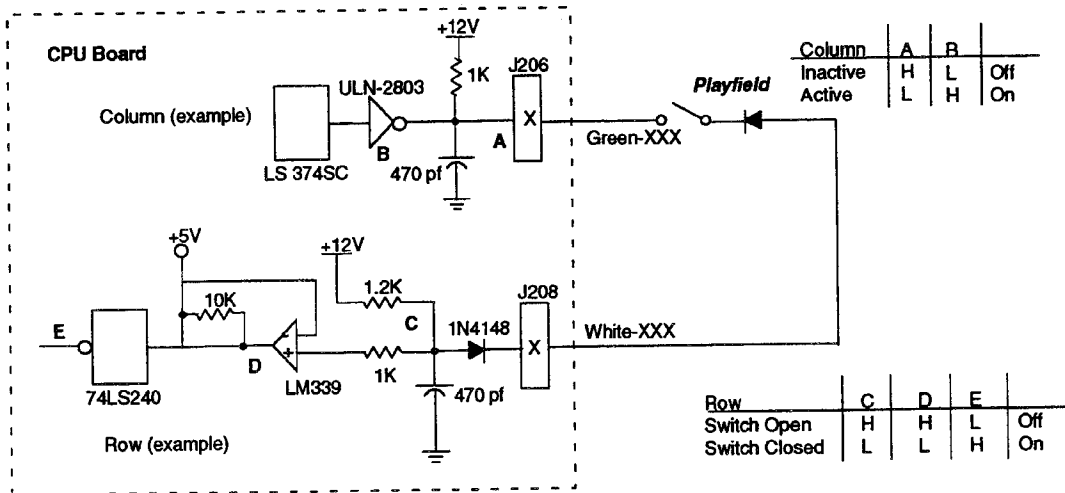 CPU Board
+12V
1K
J206
ULN-2803
Column (example)
X
A
B
LS 374SC
470 pf
Green-XXX
Playfield
Column A B
Inactive H L Off
Active L H On
+5V
+12V
10K
1.2K
C
J208
1N4148
White-XXX
X
E
D
LM339
1K
470 pf
74LS240
Row (example)
Row C D E
Switch Open H H L Off
Switch Closed L L H On